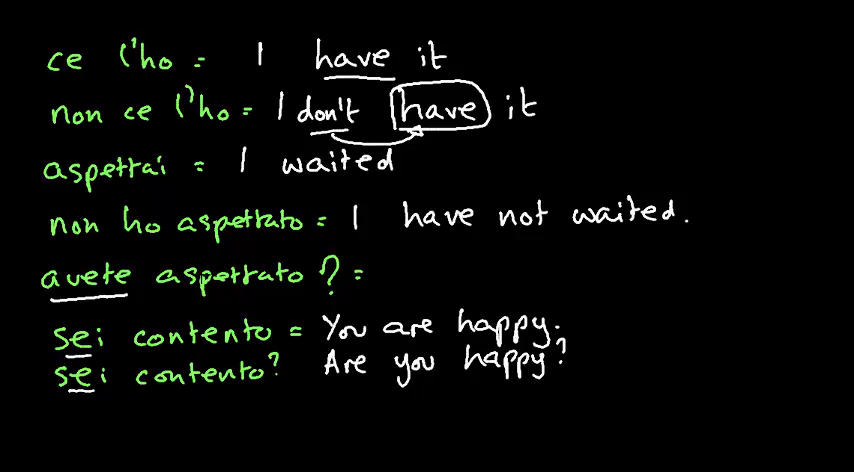 ce l'ho = I have it
non ce l'ho = I don't have it
aspettai = I waited
non ho aspettato = I have not waited.
avete aspettato? =
sei contento = You are happy.
sei contento? Are you happy?